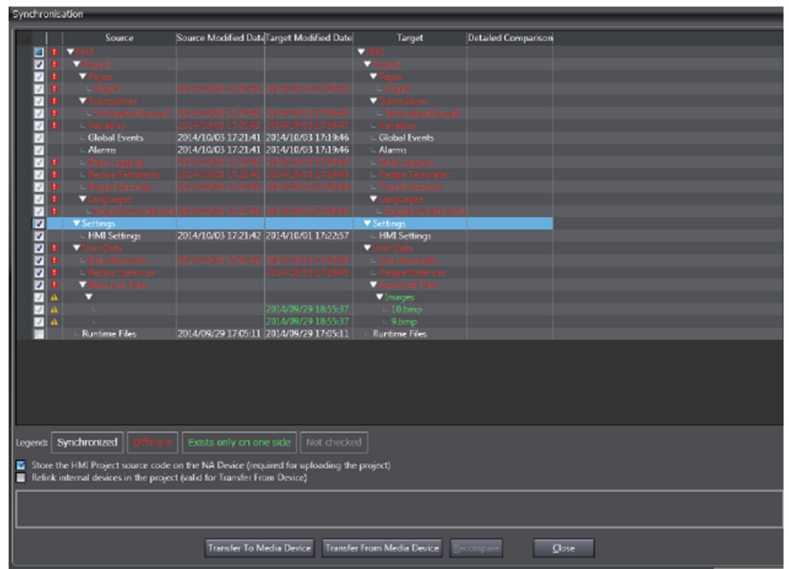 Synchronisation
Source Source Modified Date Target Modified Date Target Detailed Comparison
NA5 NA5
Project Project
Pages Pages
Subroutines Subroutines
Variables Variables
Global Events 2014/10/03 17:21:41 2014/10/03 17:19:46 Global Events
Alarms 2014/10/03 17:21:41 2014/10/03 17:19:46 Alarms
Data Logging Data Logging
Recipe Templates Recipe Templates
Project Security Project Security
Languages Languages
Settings Settings
HMI Settings 2014/10/03 17:21:42 2014/10/01 17:22:57 HMI Settings
User Data User Data
User Accounts User Accounts
Recipe Instances Recipe Instances
Resource Files Resource Files
Images
2014/09/29 18:55:37 10.bmp
2014/09/29 18:55:37 9.bmp
Runtime Files 2014/09/29 17:05:11 2014/09/29 17:05:11 Runtime Files
Legend: Synchronized Different Exists only on one side Not checked
Store the HMI Project source code on the NA Device (required for uploading the project)
Relink internal devices in the project (valid for Transfer From Device)
Transfer To Media Device Transfer From Media Device Recompare Close